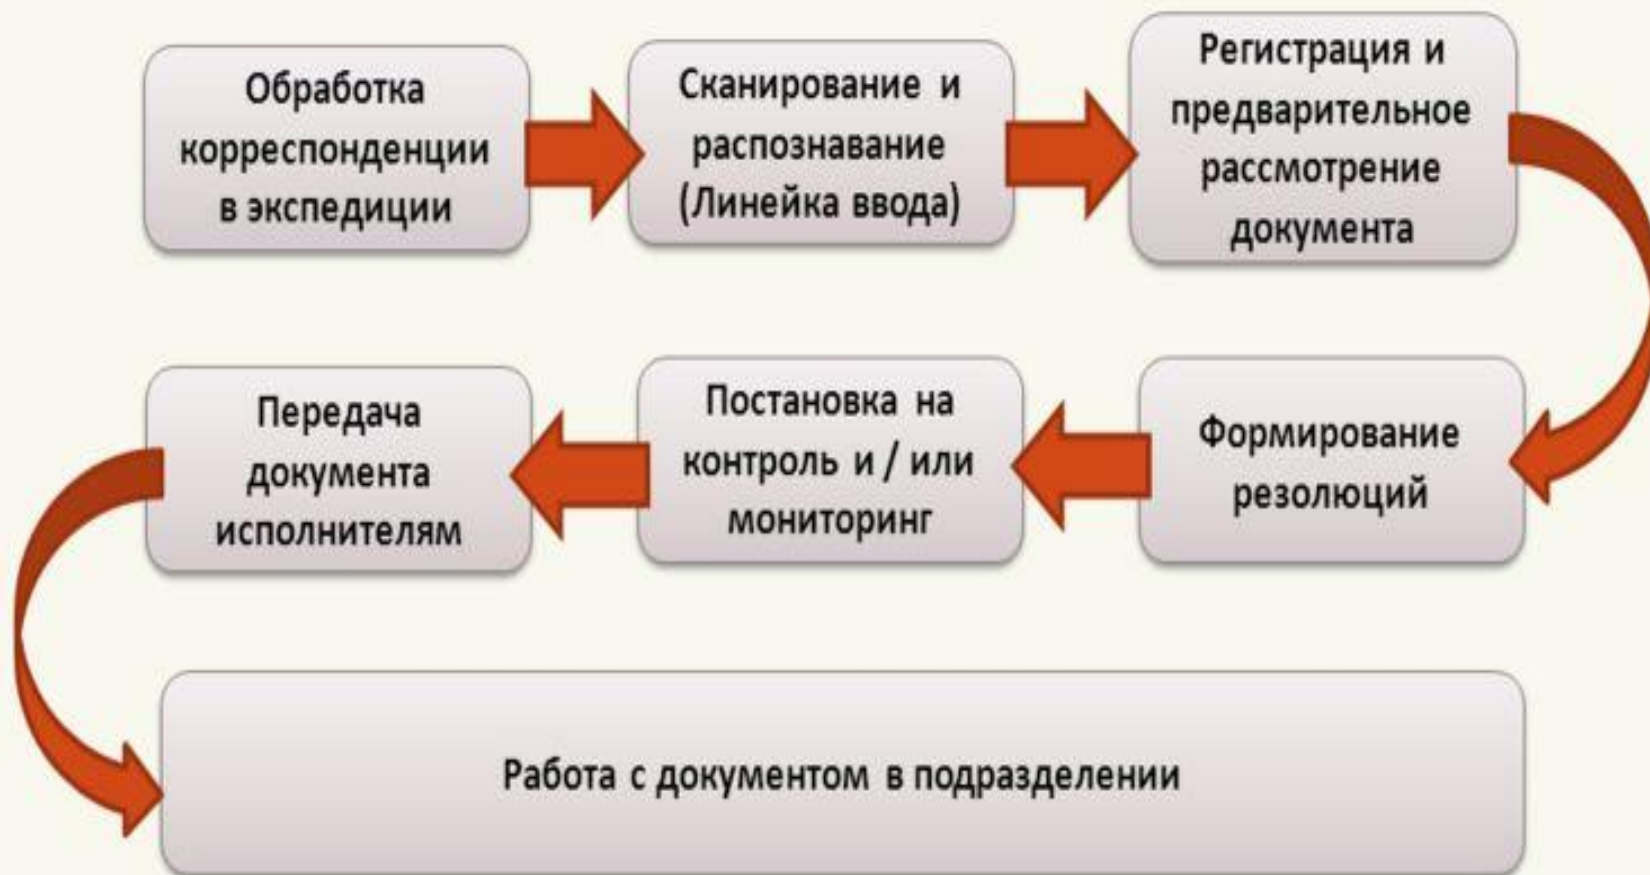 Обработка
корреспонденции
в экспедиции
Сканирование и
распознавание
(Линейка ввода)
Регистрация и
предварительное
рассмотрение
документа
Формирование
резолюций
Постановка на
контроль и / или
мониторинг
Передача
документа
исполнителям
Работа с документом в подразделении